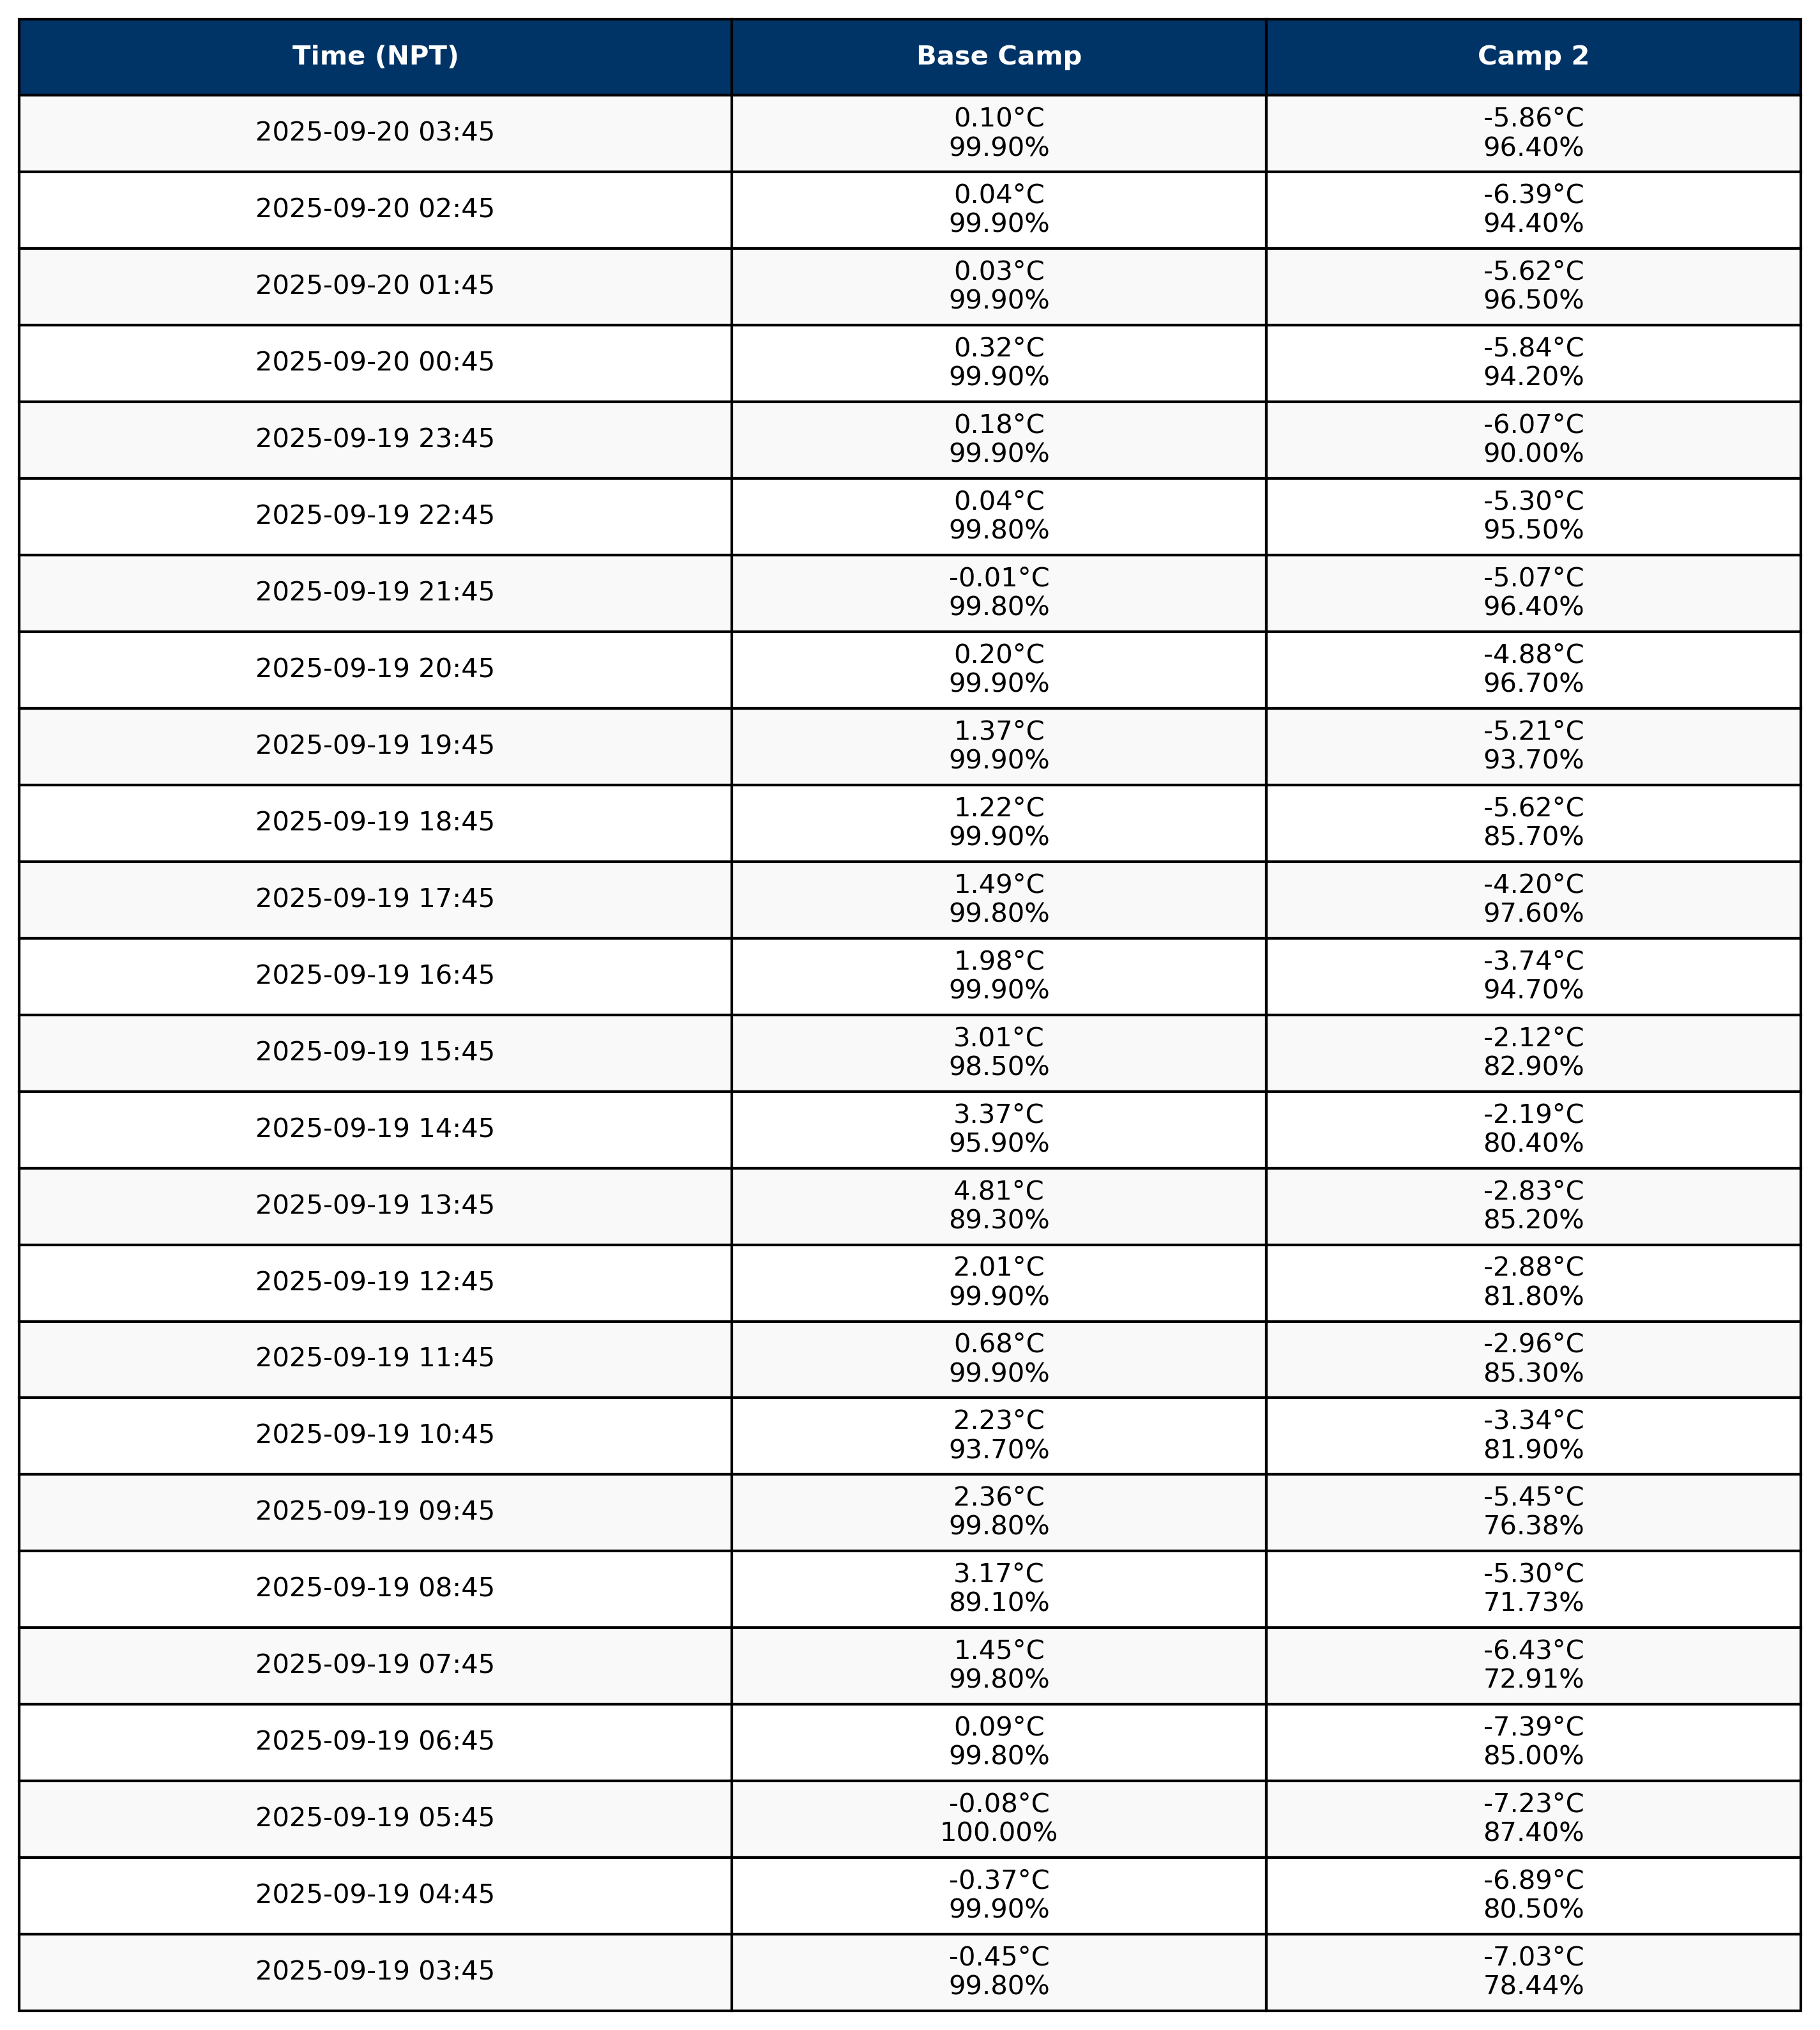 Time (NPT) Base Camp Camp 2
2025-09-20 03:45
0.10°C
99.90%
-5.86°C
96.40%
2025-09-20 02:45
0.04°C
99.90%
-6.39°C
94.40%
2025-09-20 01:45
0.03°C
99.90%
-5.62°C
96.50%
2025-09-20 00:45
0.32°C
99.90%
-5.84°C
94.20%
2025-09-19 23:45
0.18°C
99.90%
-6.07°C
90.00%
2025-09-19 22:45
0.04°C
99.80%
-5.30°C
95.50%
2025-09-19 21:45
-0.01°C
99.80%
-5.07°C
96.40%
2025-09-19 20:45
0.20°C
99.90%
-4.88°C
96.70%
2025-09-19 19:45
1.37°C
99.90%
-5.21°C
93.70%
2025-09-19 18:45
1.22°C
99.90%
-5.62°C
85.70%
2025-09-19 17:45
1.49°C
99.80%
-4.20°C
97.60%
2025-09-19 16:45
1.98°C
99.90%
-3.74°C
94.70%
2025-09-19 15:45
3.01°C
98.50%
-2.12°C
82.90%
2025-09-19 14:45
3.37°C
95.90%
-2.19°C
80.40%
2025-09-19 13:45
4.81°C
89.30%
-2.83°C
85.20%
2025-09-19 12:45
2.01°C
99.90%
-2.88°C
81.80%
2025-09-19 11:45
0.68°C
99.90%
-2.96°C
85.30%
2025-09-19 10:45
2.23°C
93.70%
-3.34°C
81.90%
2025-09-19 09:45
2.36°C
99.80%
-5.45°C
76.38%
2025-09-19 08:45
3.17°C
89.10%
-5.30°C
71.73%
2025-09-19 07:45
1.45°C
99.80%
-6.43°C
72.91%
2025-09-19 06:45
0.09°C
99.80%
-7.39°C
85.00%
2025-09-19 05:45
-0.08°C
100.00%
-7.23°C
87.40%
2025-09-19 04:45
-0.37°C
99.90%
-6.89°C
80.50%
2025-09-19 03:45
-0.45°C
99.80%
-7.03°C
78.44%